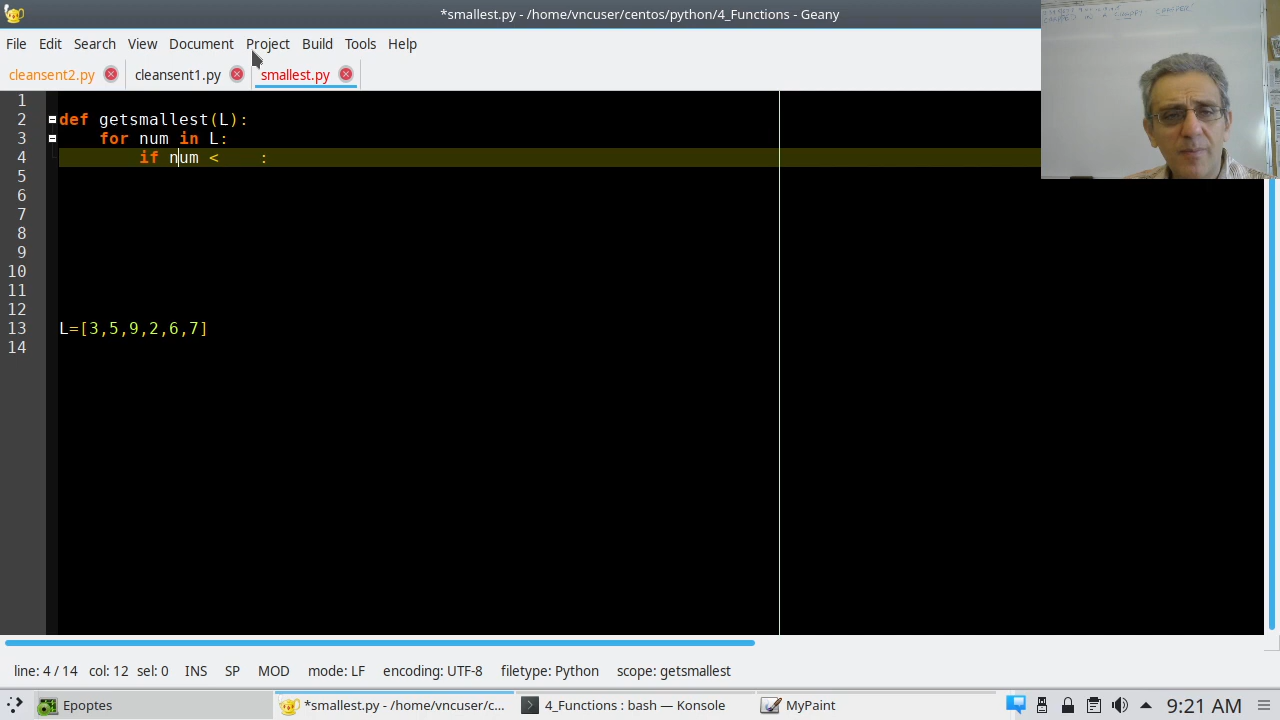 *smallest.py - /home/vncuser/centos/python/4_Functions - Geany
File Edit Search View Document Project Build Tools Help
cleansent2.py cleansent1.py smallest.py
1
2 def getsmallest(L):
3 for num in L:
4 if num < :
5
6
7
8
9
10
11
12
13 L=[3,5,9,2,6,7]
14
line: 4 / 14 col: 12 sel: 0 INS SP MOD mode: LF encoding: UTF-8 filetype: Python scope: getsmallest
Epoptes *smallest.py - /home/vncuser/c... 4_Functions : bash — Konsole MyPaint 9:21 AM